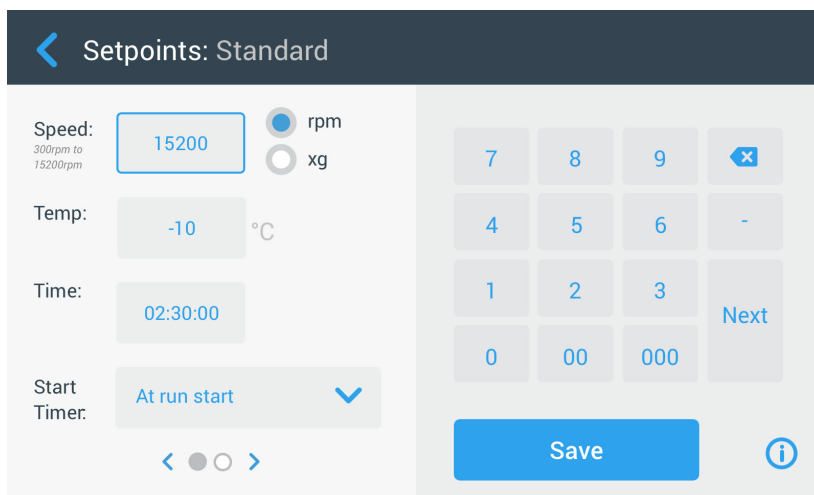 Setpoints: Standard
Speed:
300rpm to
15200rpm
15200
rpm
xg
Temp:
-10
°C
Time:
02:30:00
Start
Timer:
At run start
7 8 9
4 5 6 -
1 2 3
Next
0 00 000
Save